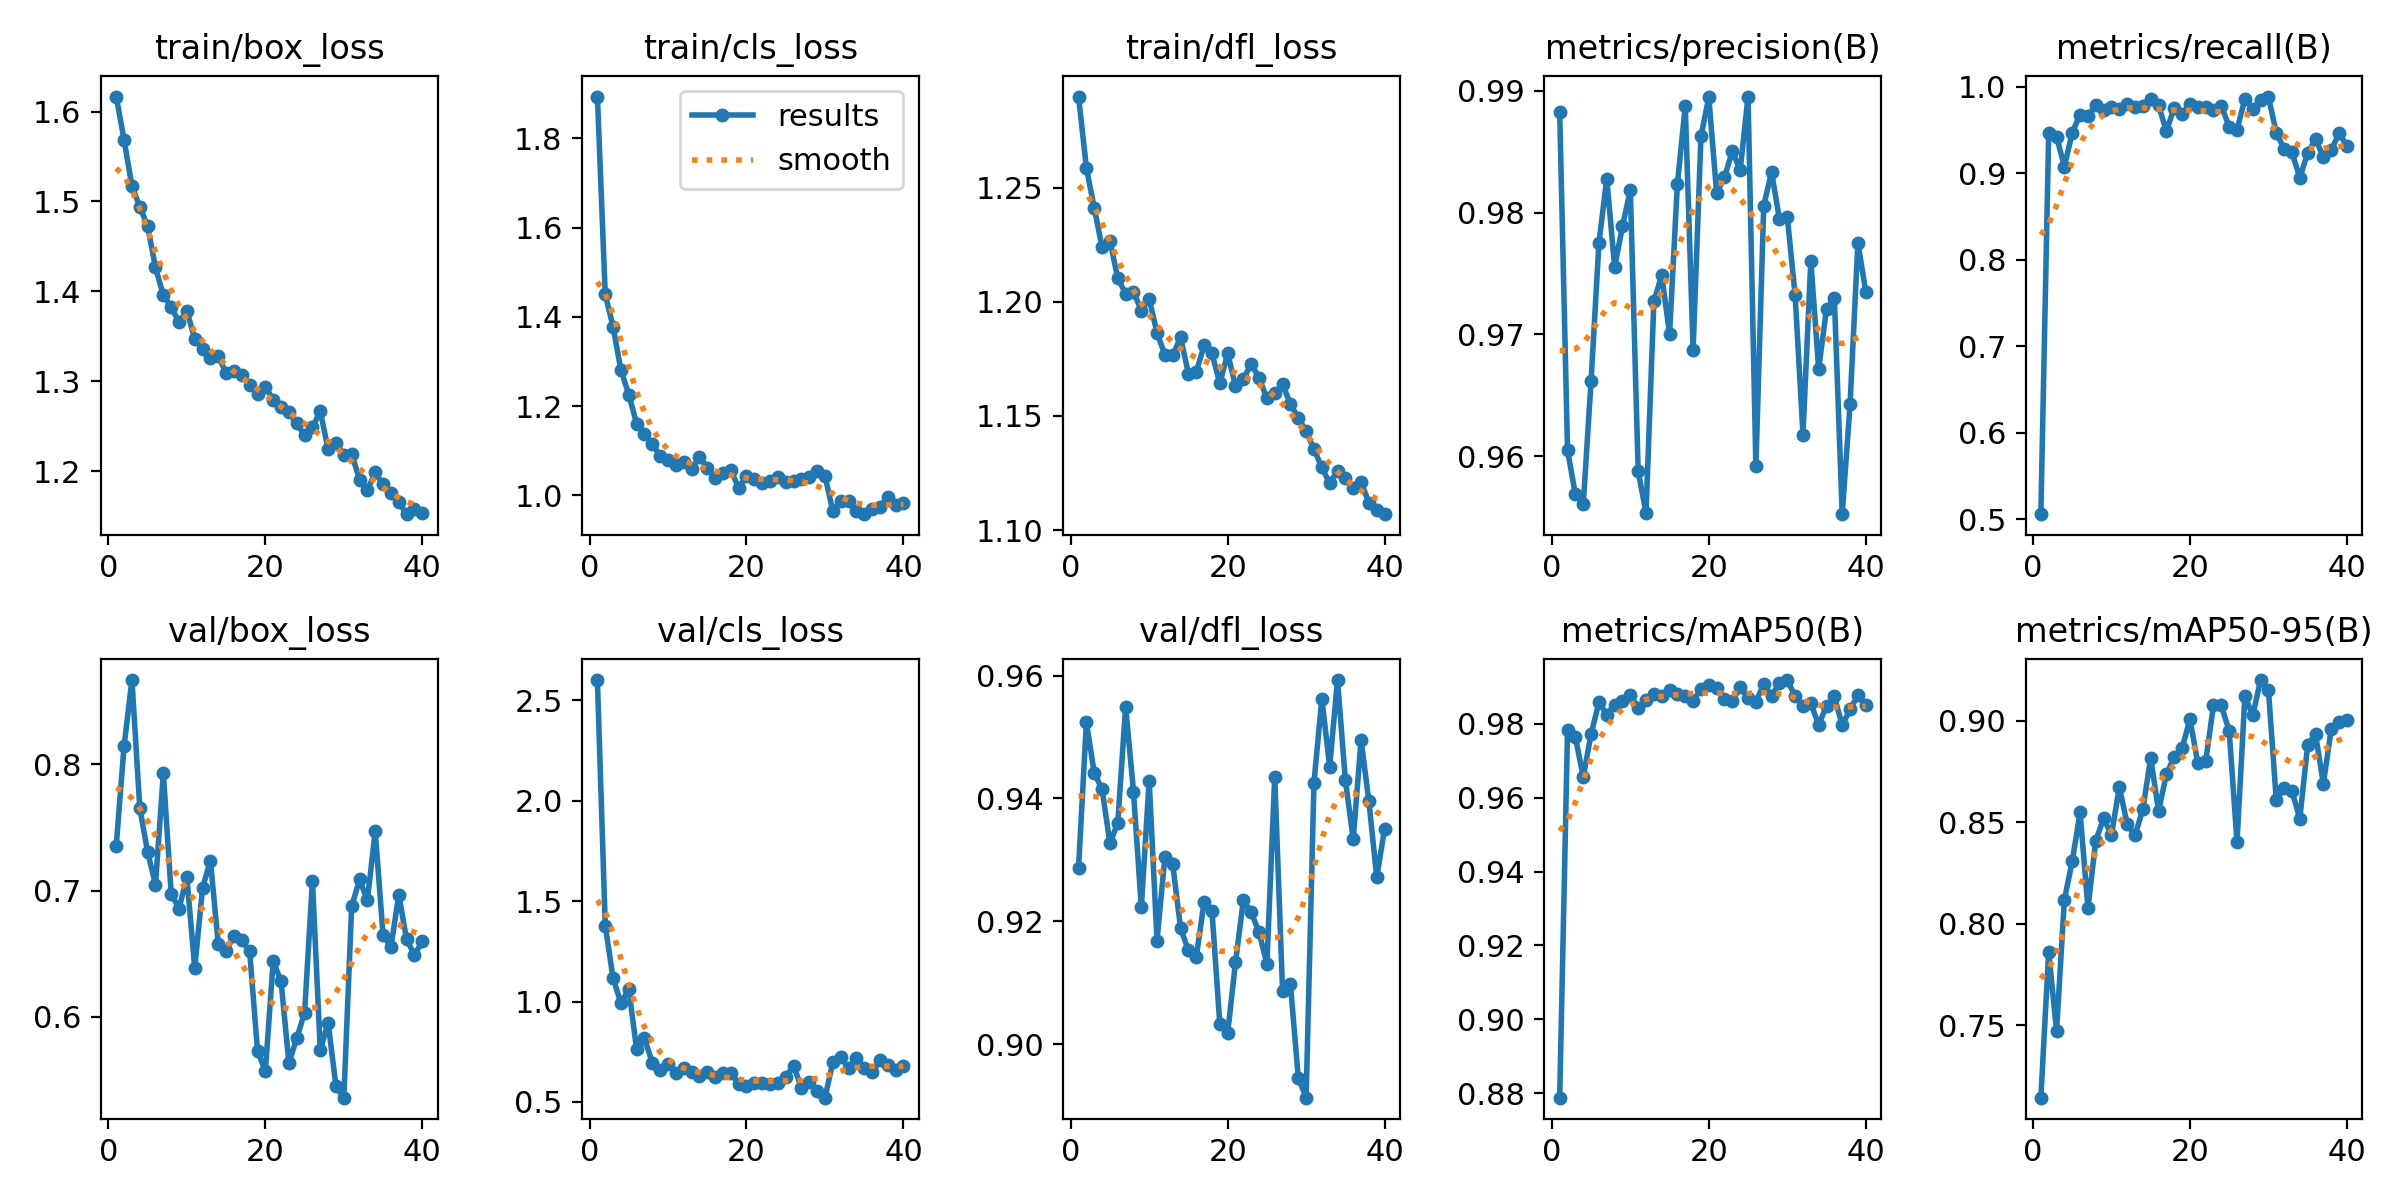 train/box_loss
1.6
1.5
1.4
1.3
1.2
0 20 40
train/cls_loss
results
smooth
1.8
1.6
1.4
1.2
1.0
0 20 40
train/dfl_loss
1.25
1.20
1.15
1.10
0 20 40
metrics/precision(B)
0.99
0.98
0.97
0.96
0 20 40
metrics/recall(B)
1.0
0.9
0.8
0.7
0.6
0.5
0 20 40
val/box_loss
0.8
0.7
0.6
0 20 40
val/cls_loss
2.5
2.0
1.5
1.0
0.5
0 20 40
val/dfl_loss
0.96
0.94
0.92
0.90
0 20 40
metrics/mAP50(B)
0.98
0.96
0.94
0.92
0.90
0.88
0 20 40
metrics/mAP50-95(B)
0.90
0.85
0.80
0.75
0 20 40